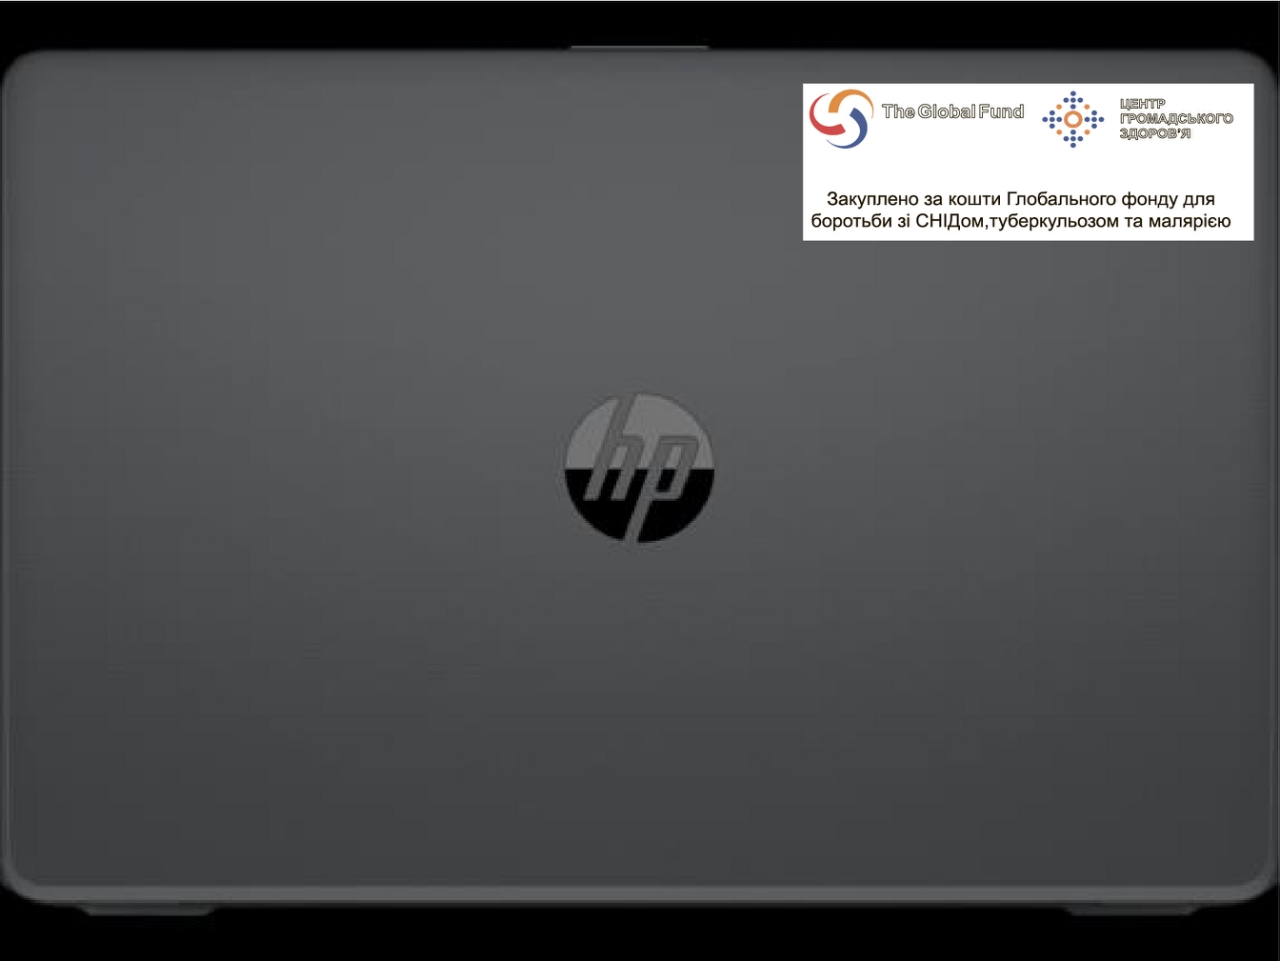 The Global Fund
ЦЕНТР
ГРОМАДСЬКОГО
ЗДОРОВ'Я
Закуплено за кошти Глобального фонду для
боротьби зі СНІДом,туберкульозом та малярією
hp